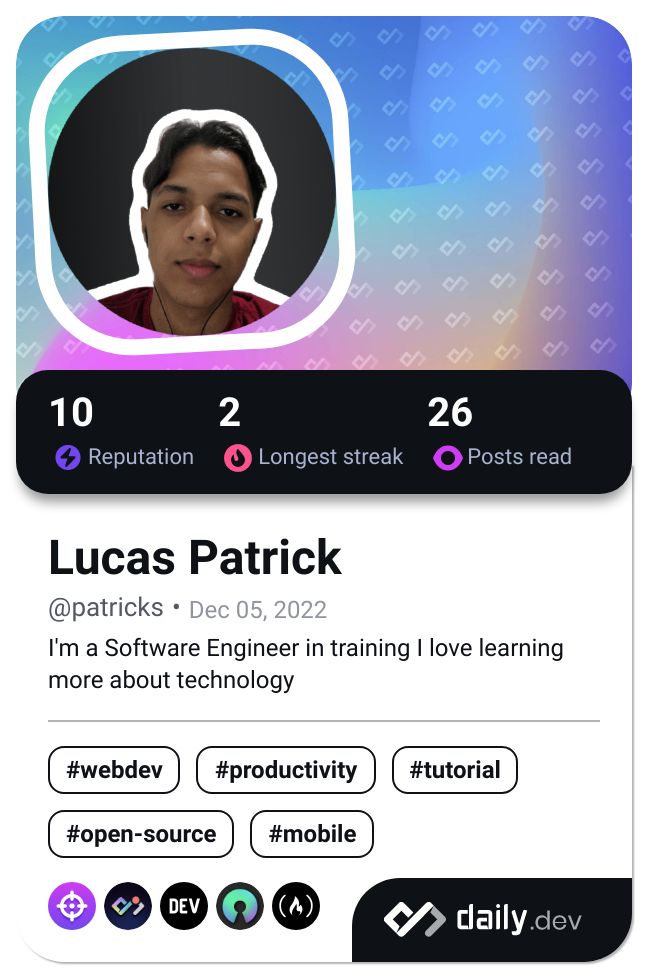 10 2 26
Reputation Longest streak Posts read
Lucas Patrick
@patricks • Dec 05, 2022
I'm a Software Engineer in training I love learning
more about technology
#webdev #productivity #tutorial
#open-source #mobile
DEV
daily.dev